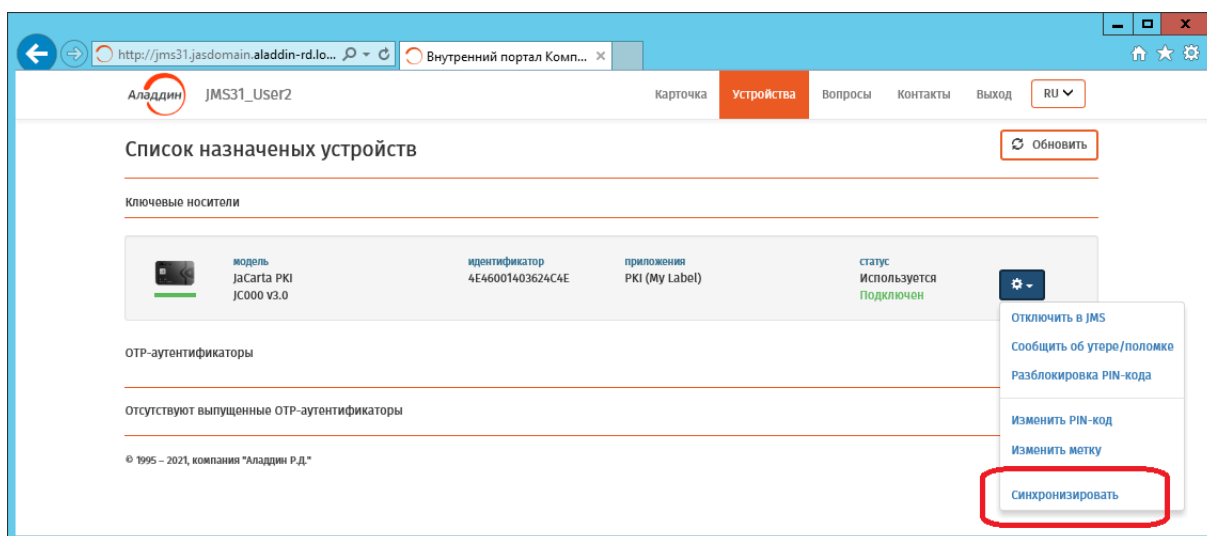 http://jms31.jasdomain.aladdin-rd.lo...
Внутренний портал Комп...
Аладдин JMS31_User2 Карточка Устройства Вопросы Контакты Выход RU
Список назначеных устройств Обновить
Ключевые носители
модель идентификатор приложения статус
JaCarta PKI 4E46001403624C4E PKI (My Label) Используется
JC000 v3.0 Подключен
Отключить в JMS
Сообщить об утере/поломке
OTP-аутентификаторы
Разблокировка PIN-кода
Отсутствуют выпущенные OTP-аутентификаторы
Изменить PIN-код
Изменить метку
© 1995 – 2021, компания "Аладдин Р.Д."
Синхронизировать